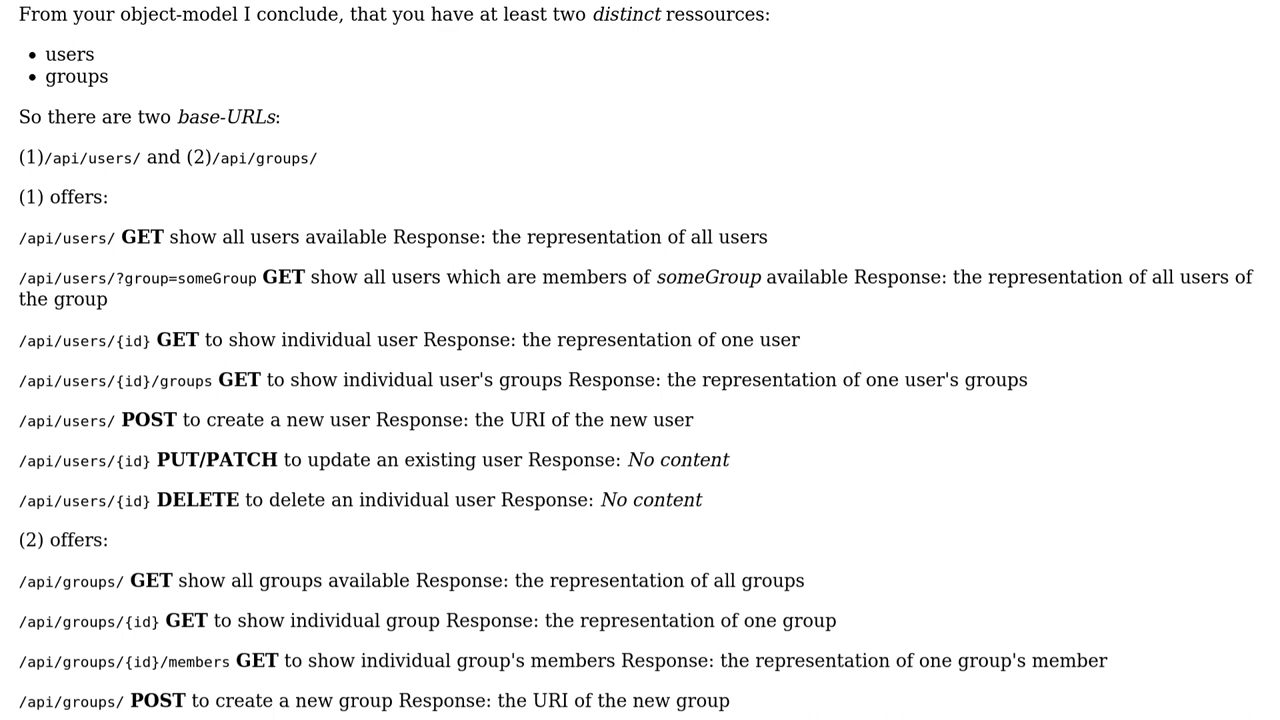 From your object-model I conclude, that you have at least two distinct ressources:
• users
• groups
So there are two base-URLs:
(1)/api/users/ and (2)/api/groups/
(1) offers:
/api/users/ GET show all users available Response: the representation of all users
/api/users/?group=someGroup GET show all users which are members of someGroup available Response: the representation of all users of
the group
/api/users/{id} GET to show individual user Response: the representation of one user
/api/users/{id}/groups GET to show individual user's groups Response: the representation of one user's groups
/api/users/ POST to create a new user Response: the URI of the new user
/api/users/{id} PUT/PATCH to update an existing user Response: No content
/api/users/{id} DELETE to delete an individual user Response: No content
(2) offers:
/api/groups/ GET show all groups available Response: the representation of all groups
/api/groups/{id} GET to show individual group Response: the representation of one group
/api/groups/{id}/members GET to show individual group's members Response: the representation of one group's member
/api/groups/ POST to create a new group Response: the URI of the new group